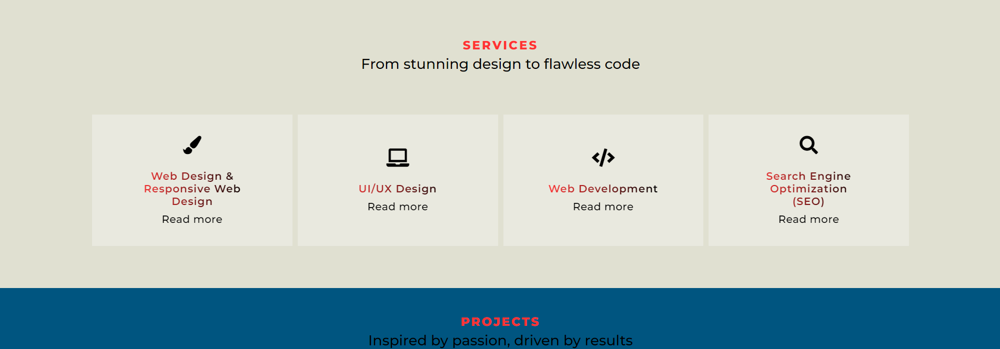 SERVICES
From stunning design to flawless code
Web Design &
Responsive Web
Design
Read more
UI/UX Design
Read more
Web Development
Read more
Search Engine
Optimization
(SEO)
Read more
PROJECTS
Inspired by passion, driven by results